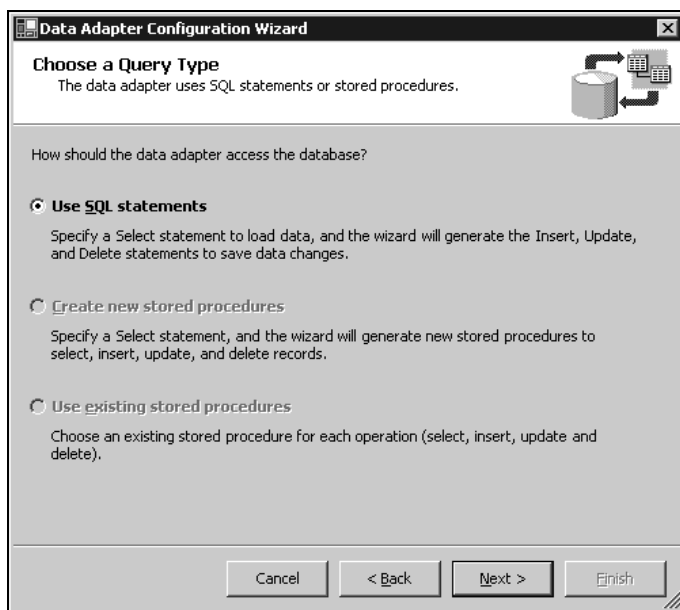 Data Adapter Configuration Wizard
Choose a Query Type
The data adapter uses SQL statements or stored procedures.
How should the data adapter access the database?
Use SQL statements
Specify a Select statement to load data, and the wizard will generate the Insert, Update,
and Delete statements to save data changes.
Create new stored procedures
Specify a Select statement, and the wizard will generate new stored procedures to
select, insert, update, and delete records.
Use existing stored procedures
Choose an existing stored procedure for each operation (select, insert, update and
delete).
Cancel < Back Next > Finish